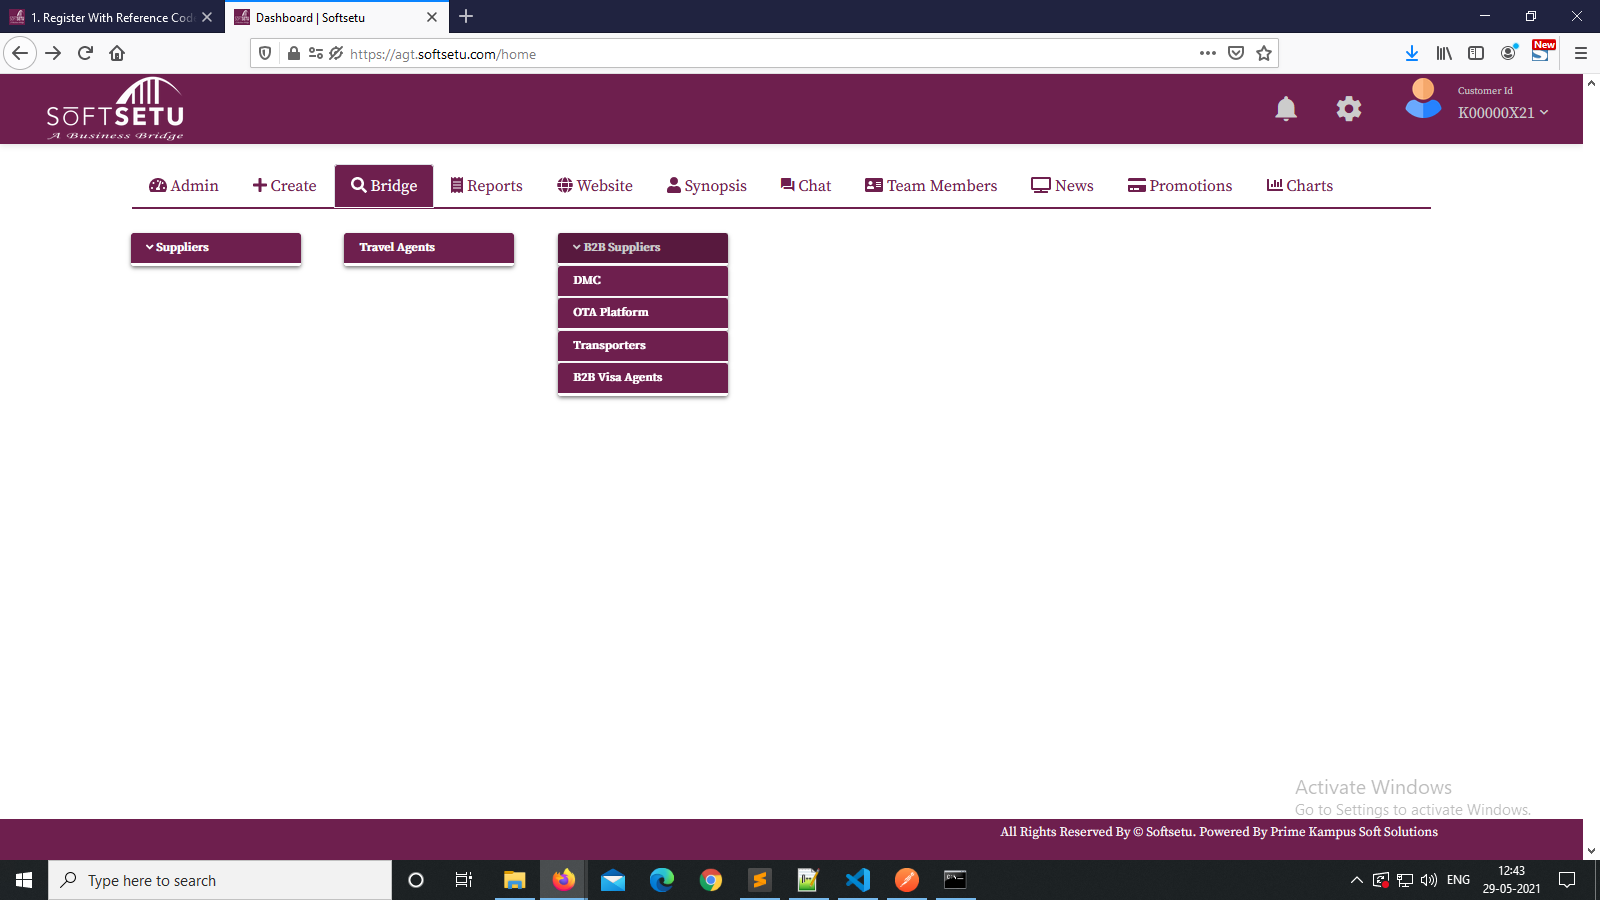 1. Register With Reference Cod
Dashboard | Softsetu
https://agt.softsetu.com/home
New
SOFTSETU
A Business Bridge
Customer Id
K00000X21
Admin
Create
Bridge
Reports
Website
Synopsis
Chat
Team Members
News
Promotions
Charts
Suppliers
Travel Agents
B2B Suppliers
DMC
OTA Platform
Transporters
B2B Visa Agents
Activate Windows
Go to Settings to activate Windows.
All Rights Reserved By © Softsetu. Powered By Prime Kampus Soft Solutions
Type here to search
ENG
12:43
29-05-2021